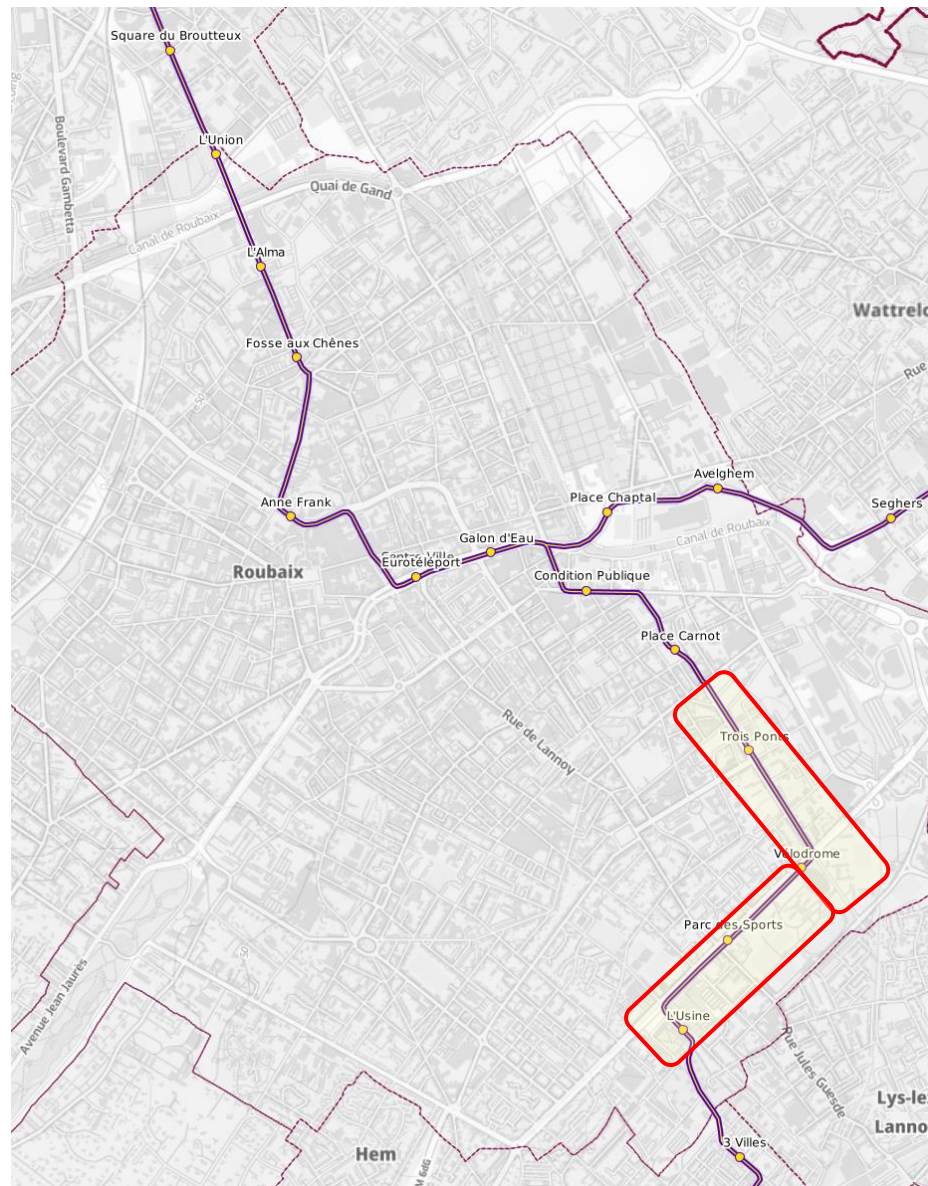 Square du Broutteux
Boulevard Gambetta
L'Union
Quai de Gand
Canal de Roubaix
L'Alma
Wattrelo
Fosse aux Chênes
Rue
Avelghem
Anne Frank
Place Chaptal
Seghers
Canal de Roubaix
Galon d'Eau
Centre Ville
Eurotéléport
Roubaix
Condition Publique
Place Carnot
Rue de Lannoy
Trois Ponts
Vélodrome
Parc des Sports
Avenue Jean Jaurès
L'Usine
Rue Jules Guesde
Lys-lez
Lanno
3 Villes
Hem
M 6dG